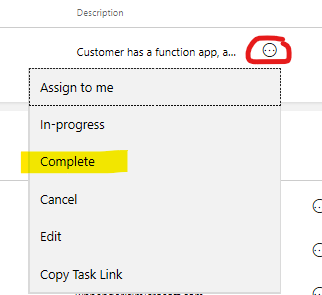 Description
Customer has a function app, a...
Assign to me
In-progress
Complete
Cancel
Edit
Copy Task Link